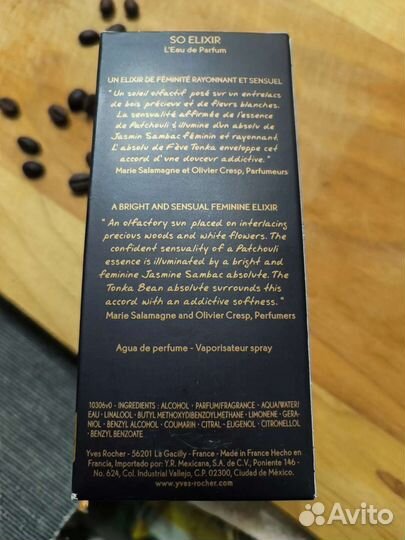 SO ELIXIR
L'Eau de Parfum
UN ELIXIR DE FÉMINITÉ RAYONNANT ET SENSUEL
" Un soleil olfactif posé sur un entrelacs
de bois précieux et de fleurs blanches.
La sensualité affirmée de l'essence
de Patchouli s'illumine d'un absolu de
Jasmin Sambac féminin et rayonnant.
L'absolu de Fève Tonka enveloppe cet
accord d'une douceur addictive."
Marie Salamagne et Olivier Cresp, Parfumeurs
A BRIGHT AND SENSUAL FEMININE ELIXIR
" An olfactory sun placed on interlacing
precious woods and white flowers. The
confident sensuality of a Patchouli
essence is illuminated by a bright and
feminine Jasmine Sambac absolute. The
Tonka Bean absolute surrounds this
accord with an addictive softness. "
Marie Salamagne and Olivier Cresp, Perfumers
Agua de perfume - Vaporisateur spray
10306v0 - INGREDIENTS : ALCOHOL • PARFUM/FRAGRANCE • AQUA/WATER/
EAU • LINALOOL • BUTYL METHOXYDIBENZOYLMETHANE • LIMONENE • GERA-
NIOL • BENZYL ALCOHOL • COUMARIN • CITRAL • EUGENOL • CITRONELLOL
• BENZYL BENZOATE
Yves Rocher - 56201 La Gacilly - France - Made in France Hecho en
Francia, Importado por: Y.R. Mexicana, S.A. de C.V., Poniente 146 -
No. 624, Col. Industrial Vallejo, C.P. 02300, Ciudad de México.
www.yves-rocher.com
Avito